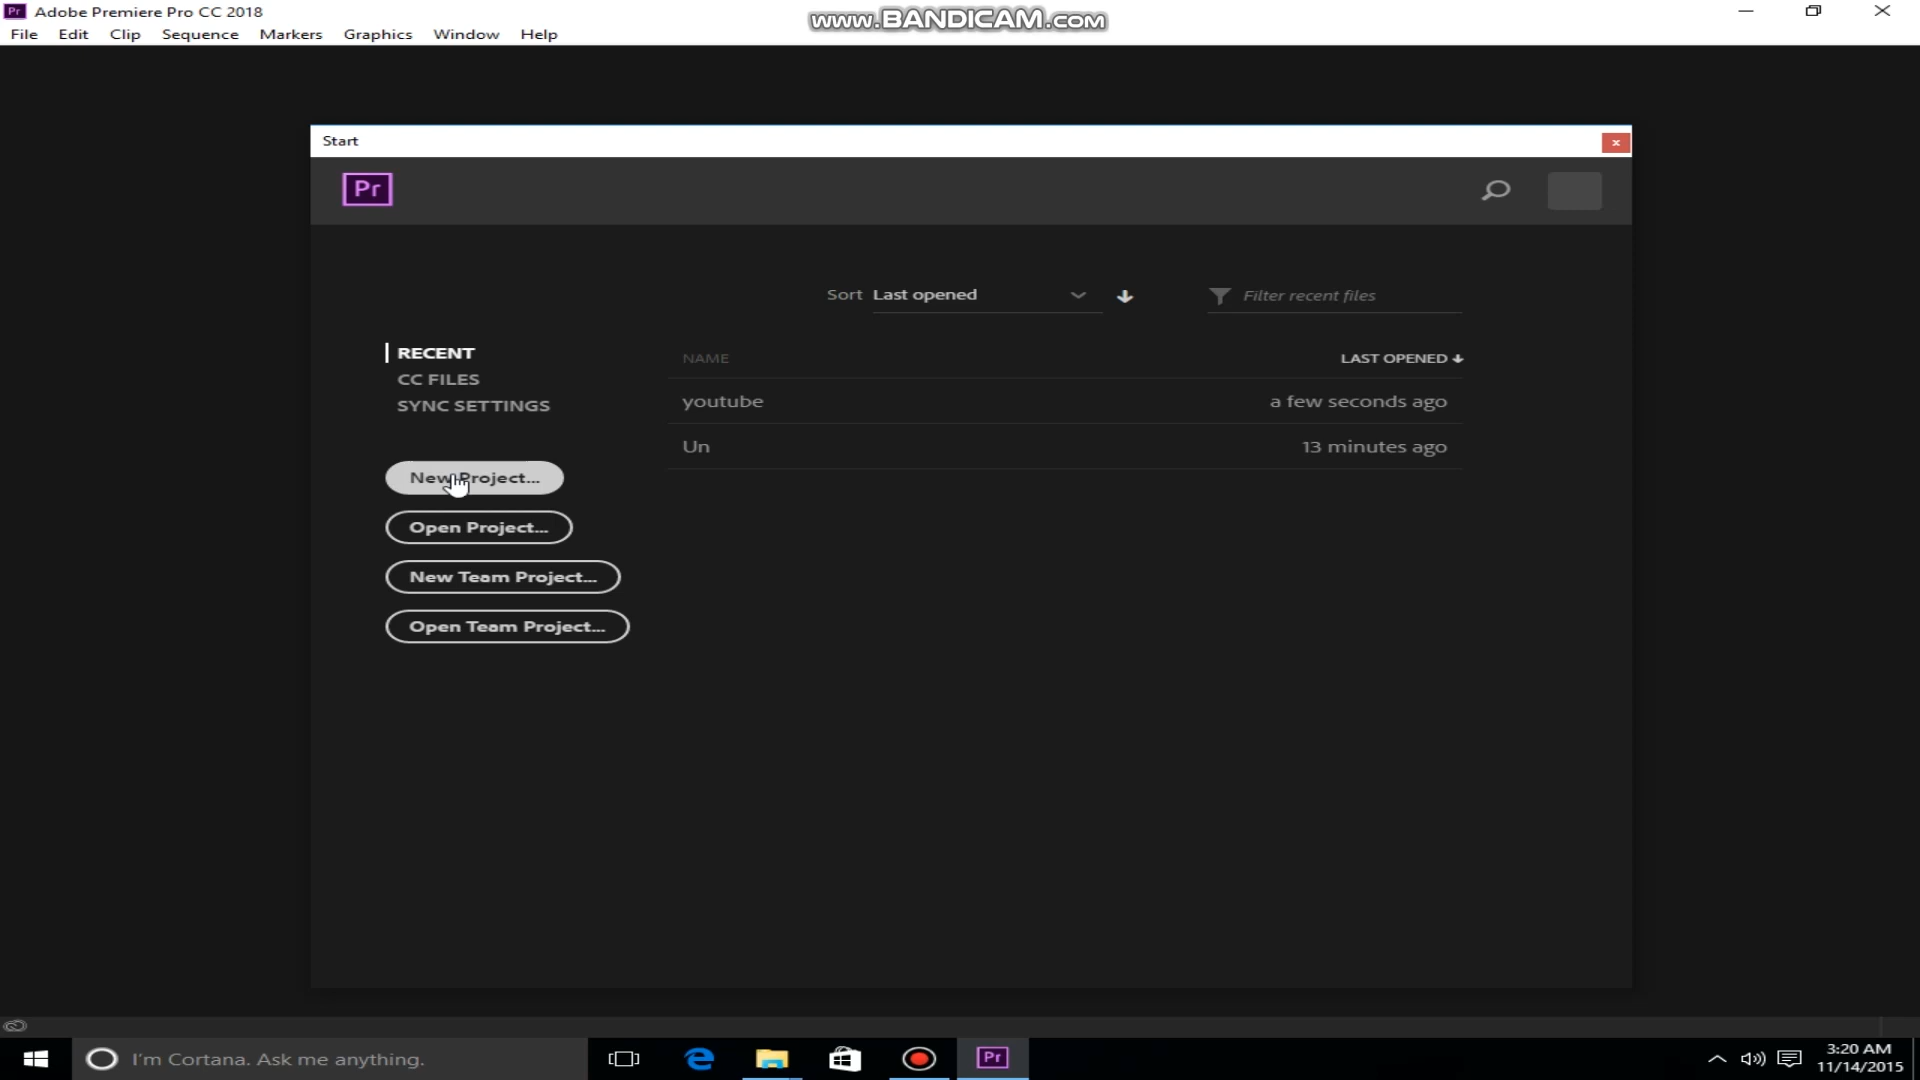 Pr Adobe Premiere Pro CC 2018
www.BANDICAM.com
File Edit Clip Sequence Markers Graphics Window Help
Start
Pr
Sort Last opened
Filter recent files
RECENT
CC FILES
SYNC SETTINGS
NAME LAST OPENED
youtube a few seconds ago
Un 13 minutes ago
New Project...
Open Project...
New Team Project...
Open Team Project...
I'm Cortana. Ask me anything.
Pr
3:20 AM
11/14/2015